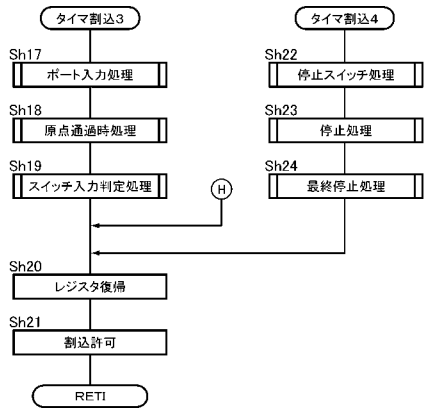 タイマ割込3
Sh17
ポート入力処理
Sh18
原点通過時処理
Sh19
スイッチ入力判定処理
H
タイマ割込4
Sh22
停止スイッチ処理
Sh23
停止処理
Sh24
最終停止処理
Sh20
レジスタ復帰
Sh21
割込許可
RETI